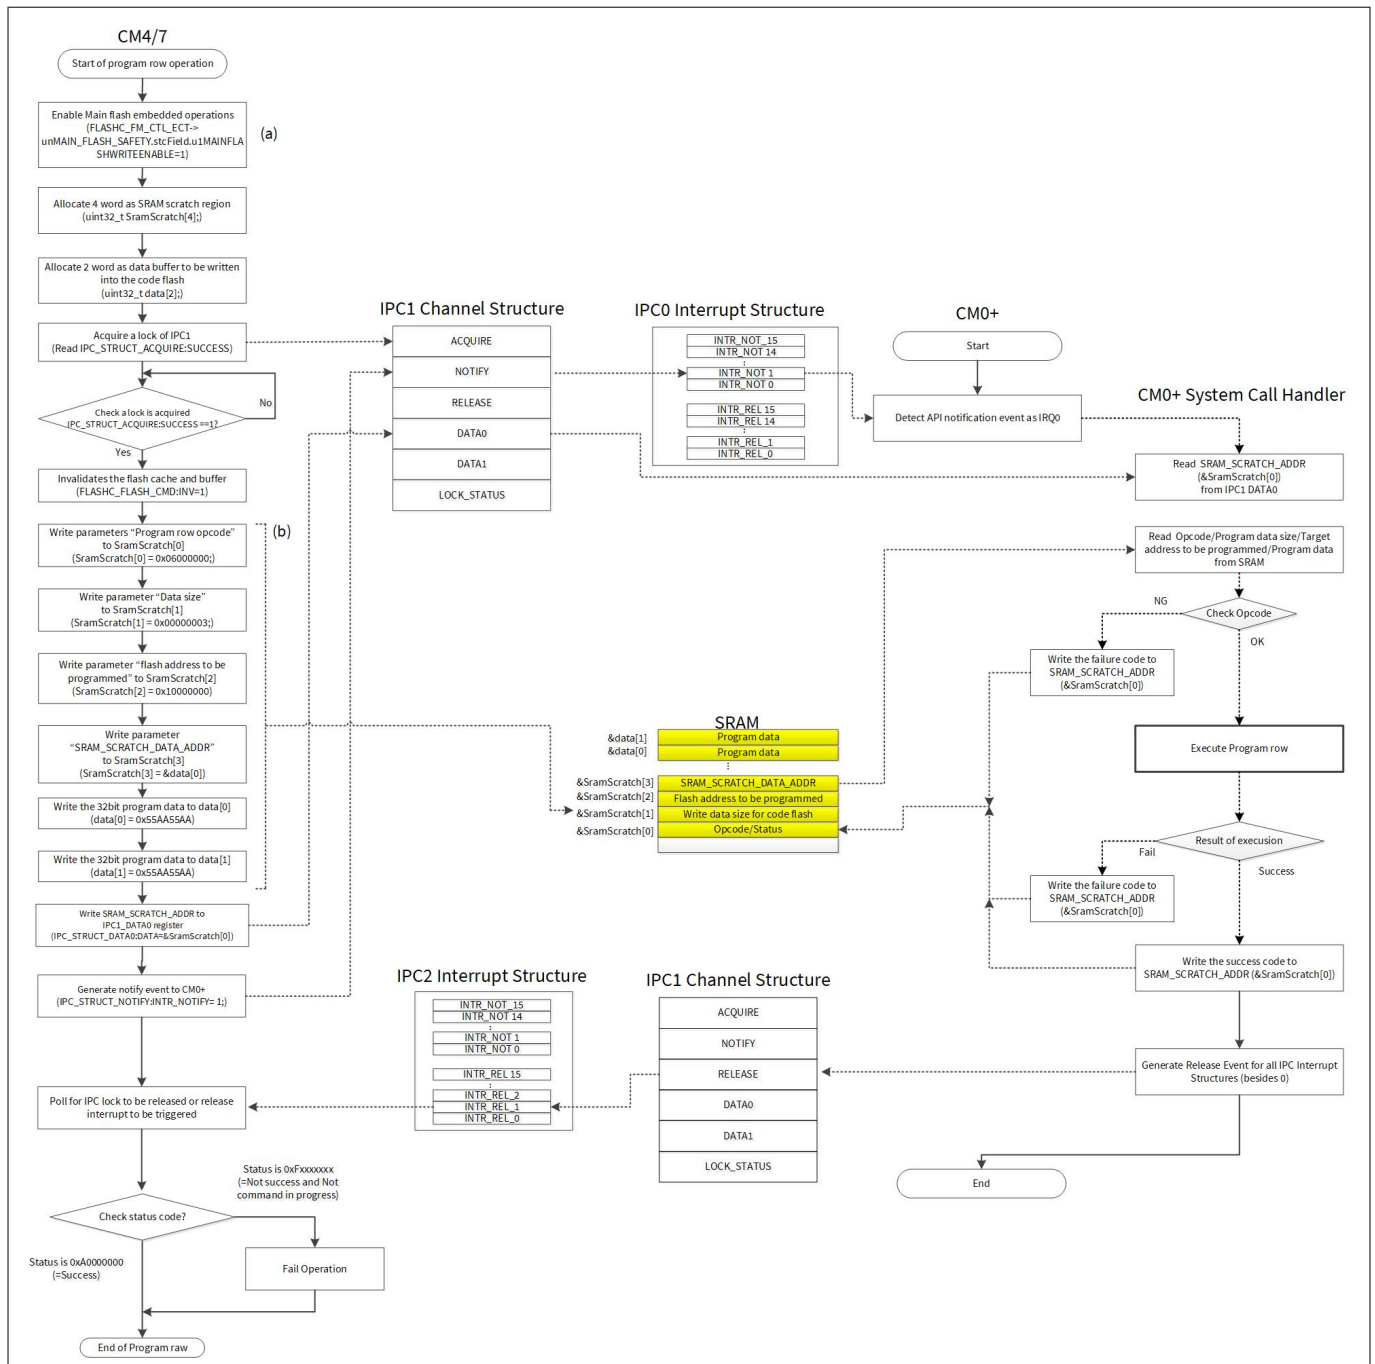 CM4/7
Start of program row operation
Enable Main flash embedded operations
(FLASHC_FM_CTL_ECT->
unMAIN_FLASH_SAFETY.stcField.u1MAINFLA
SHWRITEENABLE=1)
(a)
Allocate 4 word as SRAM scratch region
(uint32_t SramScratch[4];)
Allocate 2 word as data buffer to be written
into the code flash
(uint32_t data[2];)
Acquire a lock of IPC1
(Read IPC_STRUCT_ACQUIRE:SUCCESS)
Check a lock is acquired
IPC_STRUCT_ACQUIRE:SUCCESS ==1?
No
Yes
Invalidates the flash cache and buffer
(FLASHC_FLASH_CMD:INV=1)
(b)
Write parameters “Program row opcode”
to SramScratch[0]
(SramScratch[0] = 0x06000000;)
Write parameter “Data size”
to SramScratch[1]
(SramScratch[1] = 0x00000003;)
Write parameter “flash address to be
programmed” to SramScratch[2]
(SramScratch[2] = 0x10000000)
Write parameter
“SRAM_SCRATCH_DATA_ADDR”
to SramScratch[3]
(SramScratch[3] = &data[0])
Write the 32bit program data to data[0]
(data[0] = 0x55AA55AA)
Write the 32bit program data to data[1]
(data[1] = 0x55AA55AA)
Write SRAM_SCRATCH_ADDR to
IPC1_DATA0 register
(IPC_STRUCT_DATA0:DATA=&SramScratch[0])
Generate notify event to CM0+
(IPC_STRUCT_NOTIFY:INTR_NOTIFY= 1;)
Poll for IPC lock to be released or release
interrupt to be triggered
Status is 0xFxxxxxxx
(=Not success and Not
command in progress)
Check status code?
Status is 0xA0000000
(=Success)
Fail Operation
End of Program raw
IPC1 Channel Structure
ACQUIRE
NOTIFY
RELEASE
DATA0
DATA1
LOCK_STATUS
IPC0 Interrupt Structure
INTR_NOT_15
INTR_NOT 14
:
INTR_NOT 1
INTR_NOT 0
INTR_REL 15
INTR_REL 14
:
INTR_REL_1
INTR_REL_0
CM0+
Start
Detect API notification event as IRQ0
CM0+ System Call Handler
Read SRAM_SCRATCH_ADDR
(&SramScratch[0])
from IPC1 DATA0
Read Opcode/Program data size/Target
address to be programmed/Program data
from SRAM
NG
Check Opcode
OK
Write the failure code to
SRAM_SCRATCH_ADDR
(&SramScratch[0])
Execute Program row
Result of execusion
Fail
Success
Write the failure code to
SRAM_SCRATCH_ADDR
(&SramScratch[0])
Write the success code to
SRAM_SCRATCH_ADDR (&SramScratch[0])
Generate Release Event for all IPC Interrupt
Structures (besides 0)
End
SRAM
&data[1] Program data
&data[0] Program data
:
&SramScratch[3] SRAM_SCRATCH_DATA_ADDR
&SramScratch[2] Flash address to be programmed
&SramScratch[1] Write data size for code flash
&SramScratch[0] Opcode/Status
IPC2 Interrupt Structure
INTR_NOT_15
INTR_NOT 14
:
INTR_NOT 1
INTR_NOT 0
INTR_REL 15
:
INTR_REL_2
INTR_REL_1
INTR_REL_0
IPC1 Channel Structure
ACQUIRE
NOTIFY
RELEASE
DATA0
DATA1
LOCK_STATUS